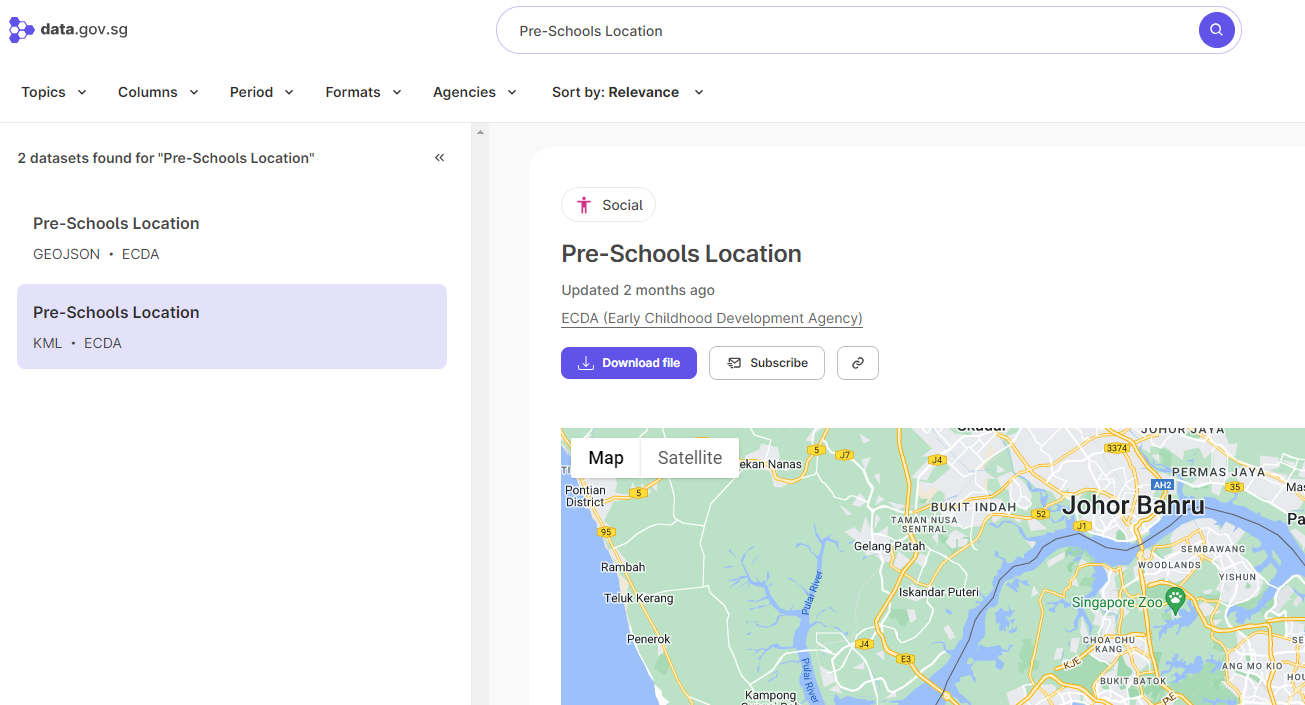 data.gov.sg
Pre-Schools Location
Topics Columns Period Formats Agencies Sort by: Relevance
2 datasets found for "Pre-Schools Location"
Pre-Schools Location
GEOJSON • ECDA
Pre-Schools Location
KML • ECDA
Social
Pre-Schools Location
Updated 2 months ago
ECDA (Early Childhood Development Agency)
Download file Subscribe
Map Satellite
JOHOR JAYA
ekan Nanas
5
J7
J4
3374
PERMAS JAYA
AH2
35
Mas
Pontian
District
5
BUKIT INDAH
52
Johor Bahru
Pa
J1
TAMAN NUSA
SENTRAL
95
Gelang Patah
SEMBAWANG
WOODLANDS
Rambah
YISHUN
Pulai River
Iskandar Puteri
Teluk Kerang
Singapore Zoo
Penerok
J4
E3
CHOA CHU
KANG
SE
KJE
ANG MO KIO
Pulai River
BUKIT BATOK
HOU
Kampong
PIE